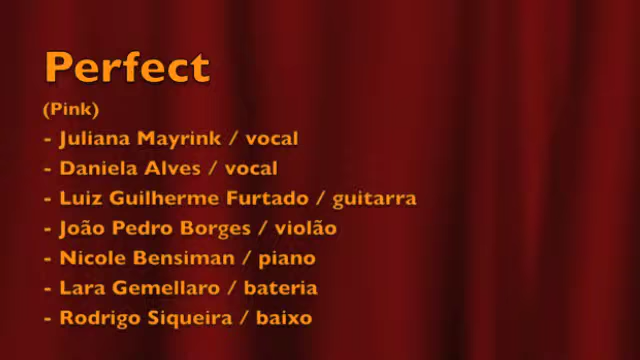 Perfect
(Pink)
- Juliana Mayrink / vocal
- Daniela Alves / vocal
- Luiz Guilherme Furtado / guitarra
- João Pedro Borges / violão
- Nicole Bensiman / piano
- Lara Gemellaro / bateria
- Rodrigo Siqueira / baixo